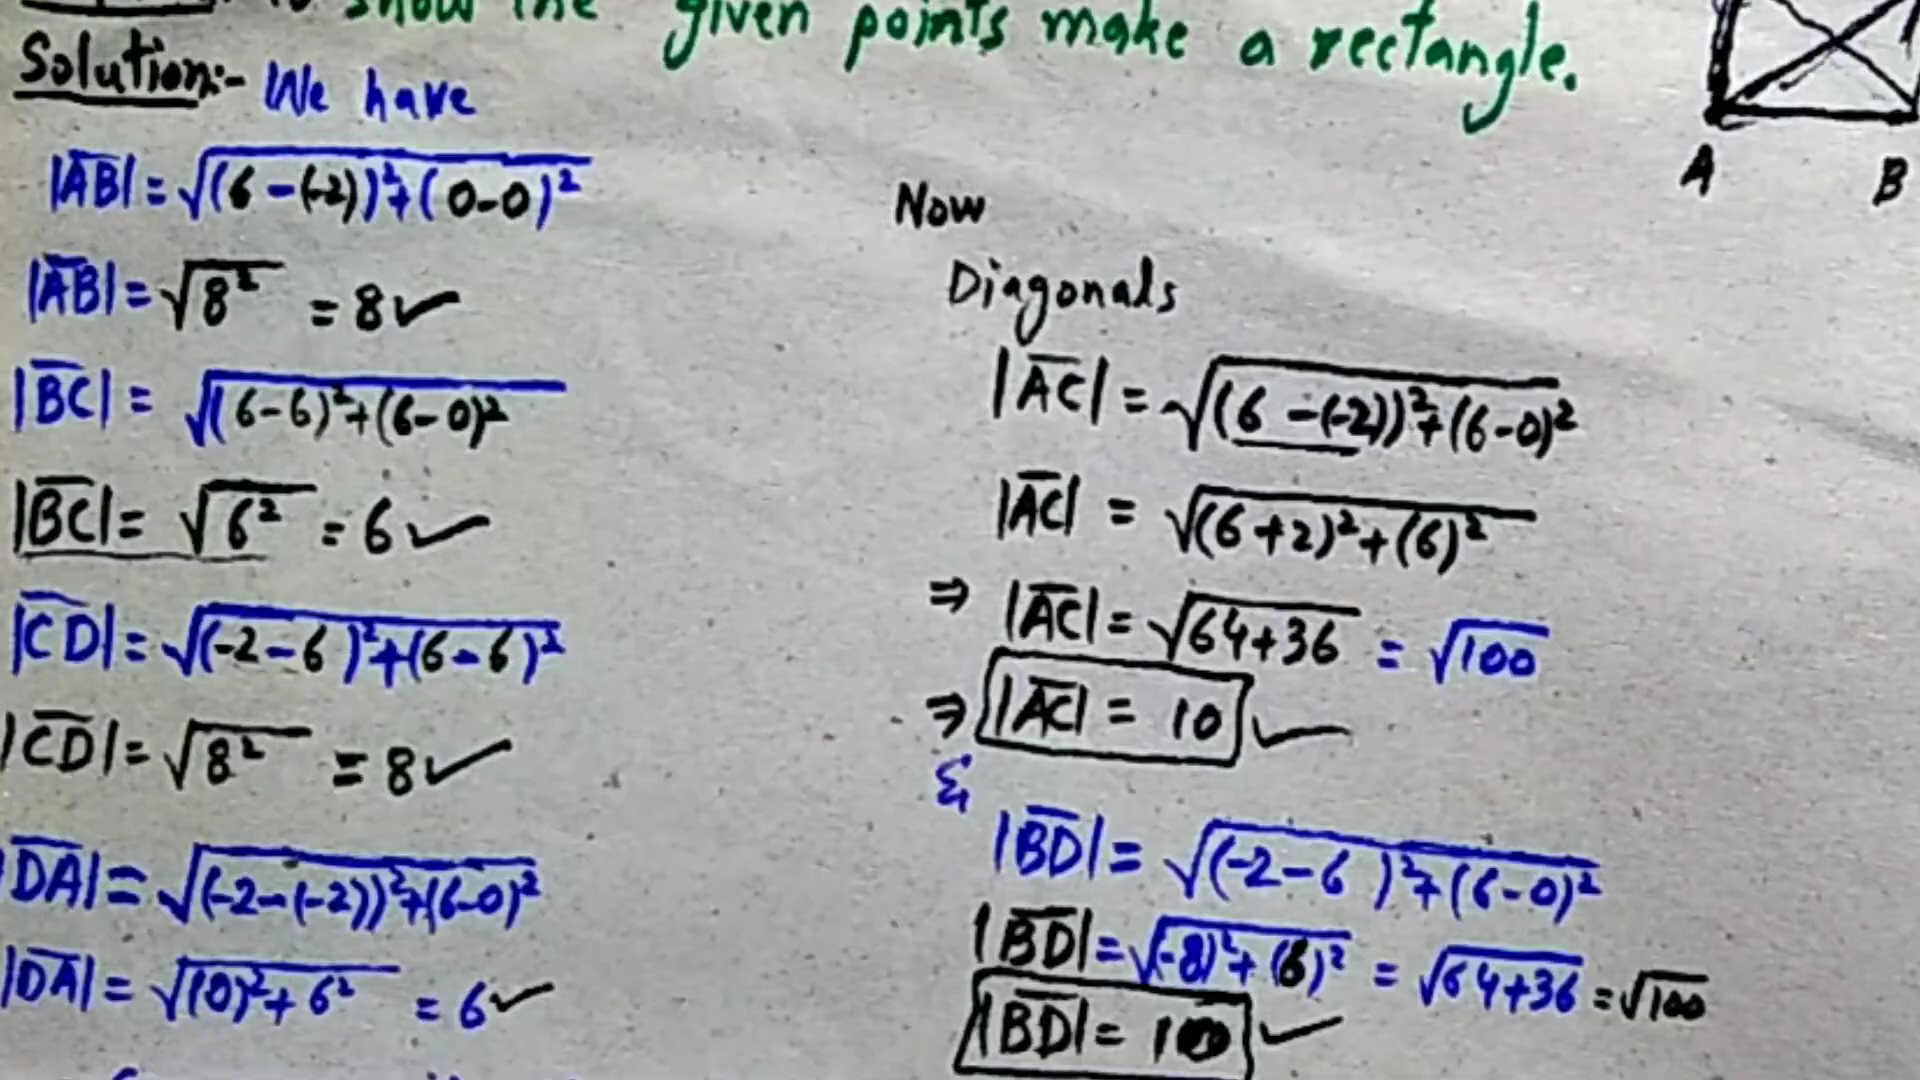 show the given points make a rectangle.
Solution:- We have
|AB| = √(6-(-2))²+(0-0)²
|AB| = √8² = 8✓
|BC| = √(6-6)²+(6-0)²
|BC| = √6² = 6✓
|CD| = √(-2-6)²+(6-6)²
|CD| = √8² = 8✓
|DA| = √(-2-(-2))²+(6-0)²
|DA| = √(0)²+6² = 6✓
Now
Diagonals
|AC| = √(6-(-2))²+(6-0)²
|AC| = √(6+2)²+(6)²
⇒ |AC| = √64+36 = √100
⇒ |AC| = 10 ✓
&
|BD| = √(-2-6)²+(6-0)²
|BD| = √(-8)²+(6)² = √64+36 = √100
|BD| = 10 ✓
A B